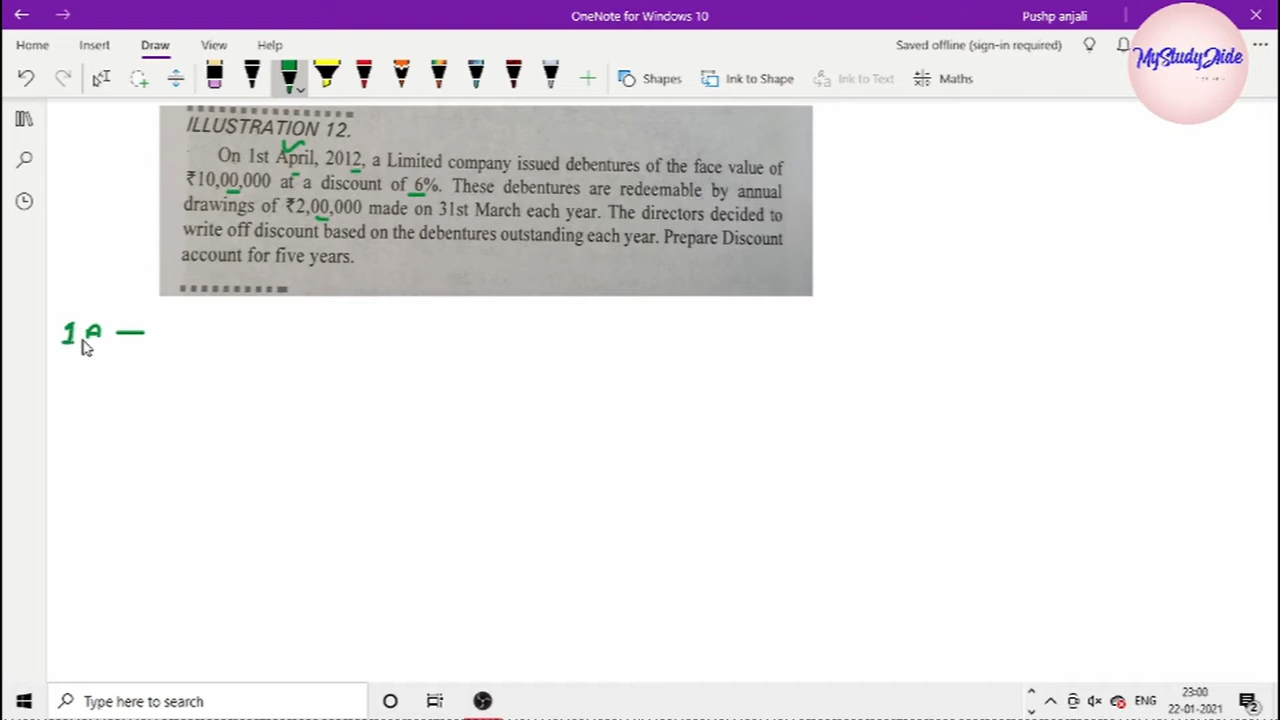 OneNote for Windows 10
Pushp anjali
Home Insert Draw View Help
Saved offline (sign-in required)
Shapes Ink to Shape Ink to Text Maths
MyStudyAide
ILLUSTRATION 12.
On 1st April, 2012, a Limited company issued debentures of the face value of
₹10,00,000 at a discount of 6%. These debentures are redeemable by annual
drawings of ₹2,00,000 made on 31st March each year. The directors decided to
write off discount based on the debentures outstanding each year. Prepare Discount
account for five years.
1 A —
Type here to search
ENG
23:00
22-01-2021
2